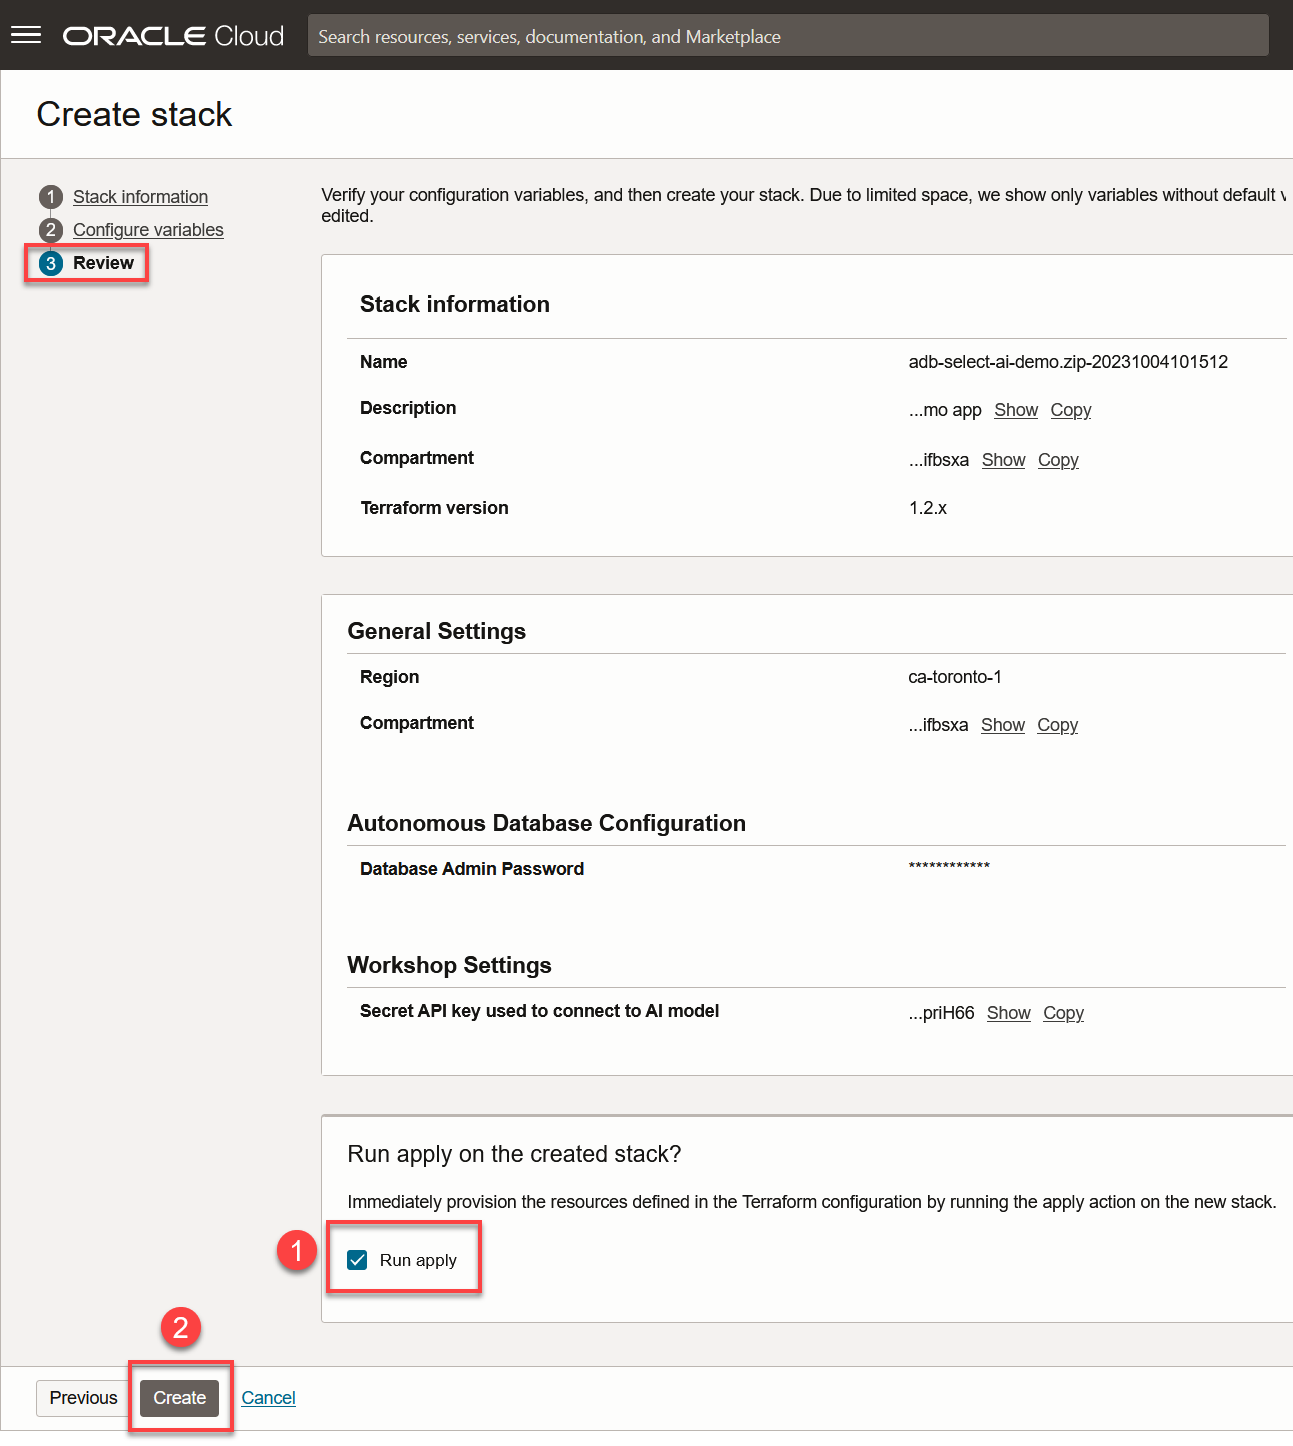 ORACLE Cloud
Search resources, services, documentation, and Marketplace
Create stack
1 Stack information
2 Configure variables
3 Review
Verify your configuration variables, and then create your stack. Due to limited space, we show only variables without default
edited.
Stack information
Name adb-select-ai-demo.zip-20231004101512
Description ...mo app Show Copy
Compartment ...ifbsxa Show Copy
Terraform version 1.2.x
General Settings
Region ca-toronto-1
Compartment ...ifbsxa Show Copy
Autonomous Database Configuration
Database Admin Password ************
Workshop Settings
Secret API key used to connect to AI model ...priH66 Show Copy
Run apply on the created stack?
Immediately provision the resources defined in the Terraform configuration by running the apply action on the new stack.
1 Run apply
2
Previous Create Cancel